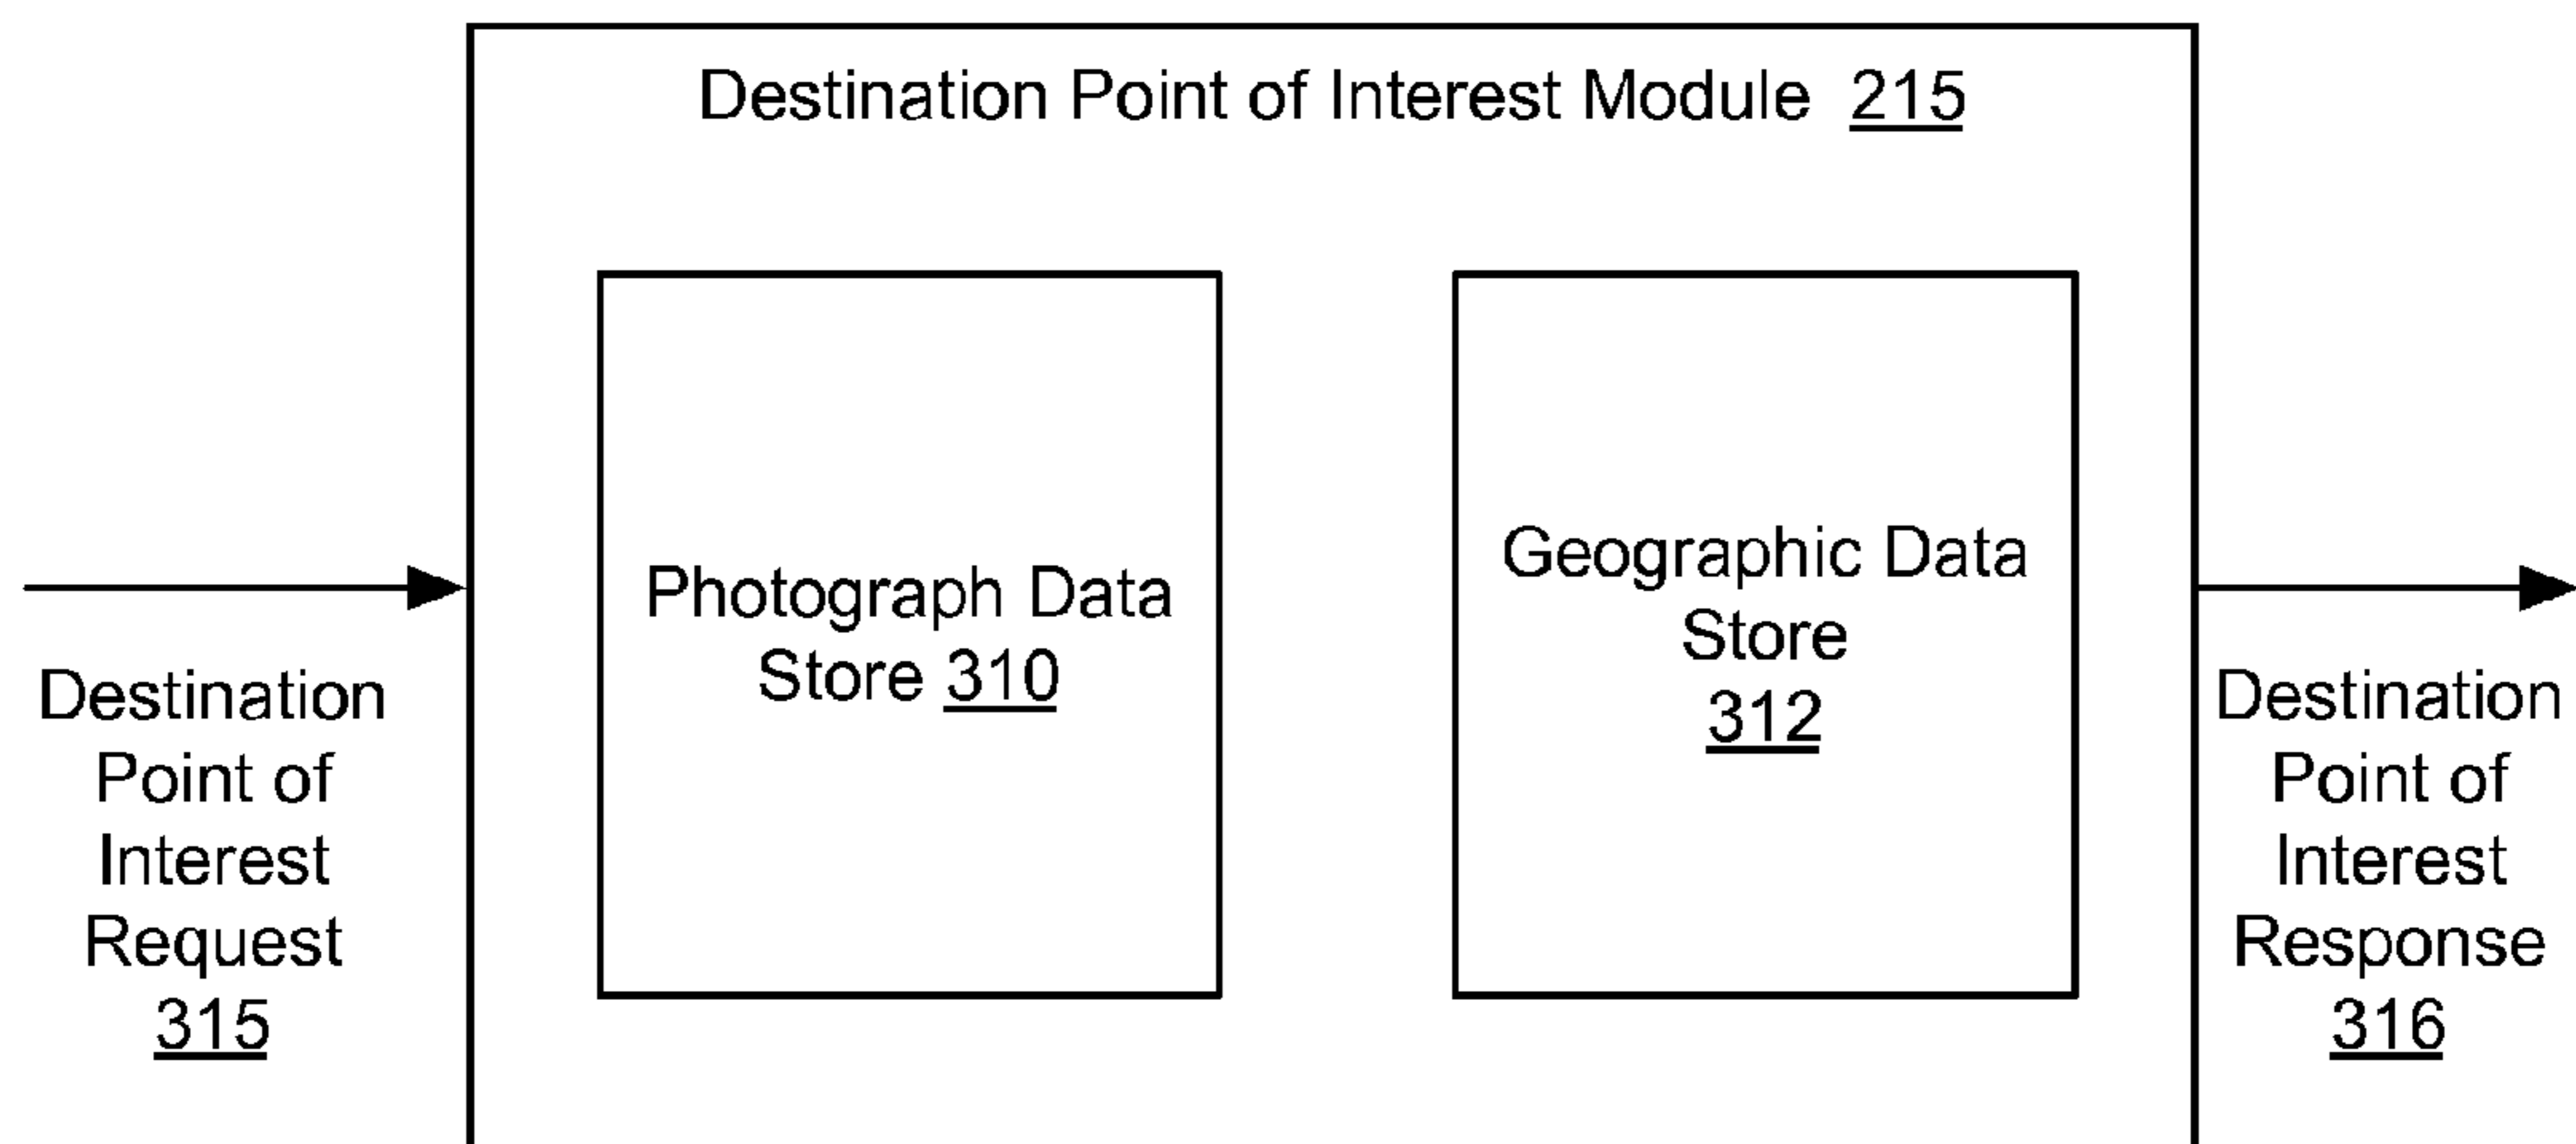 Destination Point of Interest Module 215
Photograph Data
Store 310
Geographic Data
Store
312
Destination
Point of
Interest
Request
315
Destination
Point of
Interest
Response
316